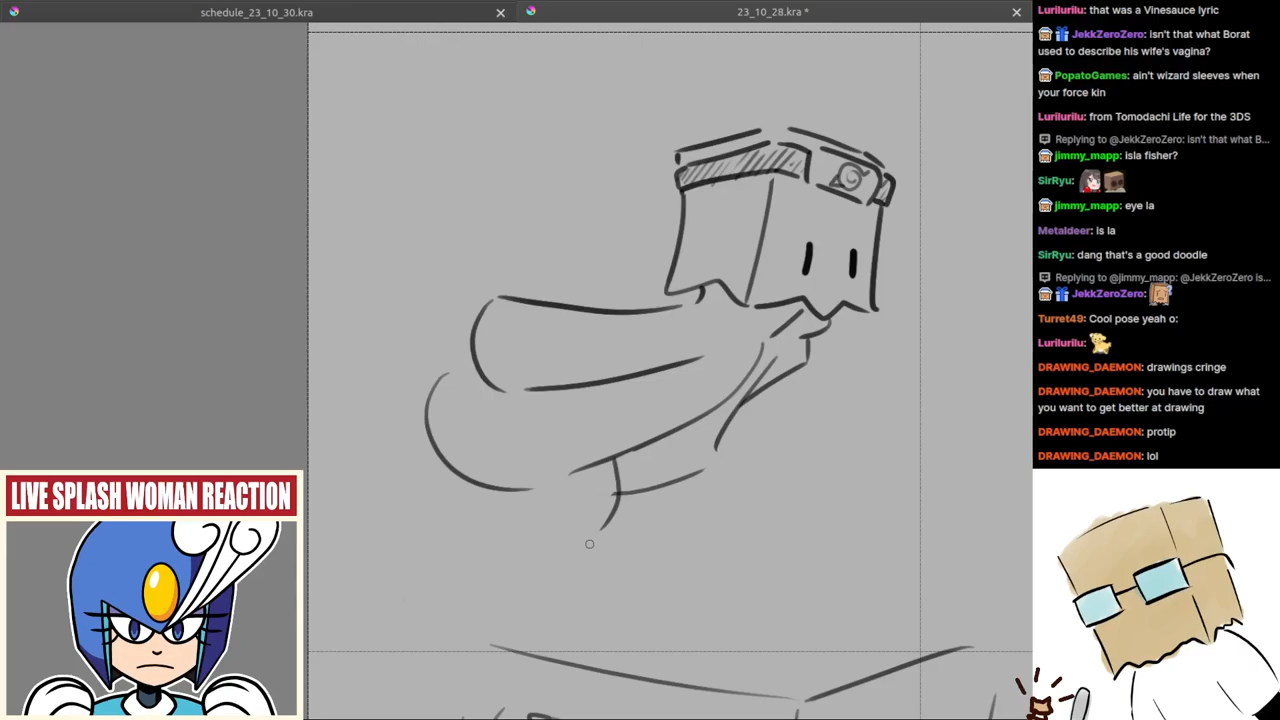 schedule_23_10_30.kra
23_10_28.kra *
Lurilurilu: that was a Vinesauce lyric
JekkZeroZero: isn't that what Borat
used to describe his wife's vagina?
PopatoGames: ain't wizard sleeves when
your force kin
Lurilurilu: from Tomodachi Life for the 3DS
Replying to @JekkZeroZero: isn't that what B...
jimmy_mapp: isla fisher?
SirRyu:
jimmy_mapp: eye la
Metaldeer: is la
SirRyu: dang that's a good doodle
Replying to @jimmy_mapp: @JekkZeroZero is...
JekkZeroZero:
Turret49: Cool pose yeah o:
Lurilurilu:
DRAWING_DAEMON: drawings cringe
DRAWING_DAEMON: you have to draw what
you want to get better at drawing
DRAWING_DAEMON: protip
DRAWING_DAEMON: lol
LIVE SPLASH WOMAN REACTION